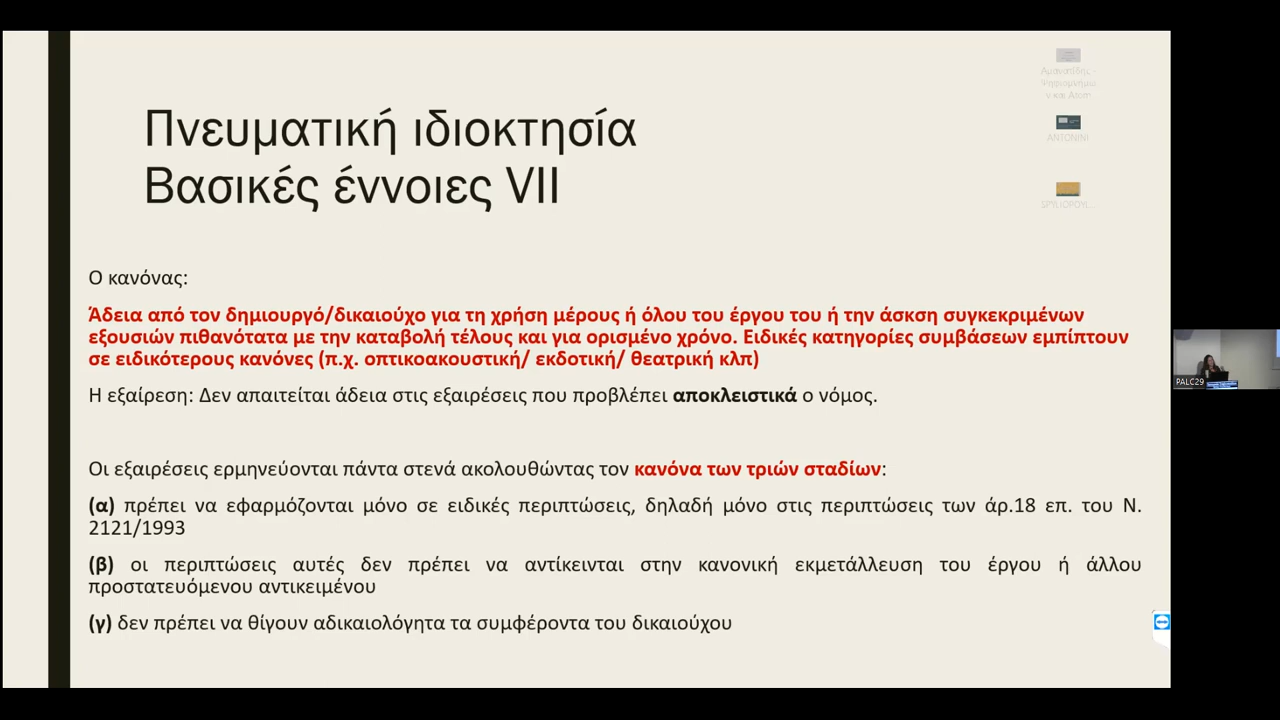 Πνευματική ιδιοκτησία
Βασικές έννοιες VII
Ο κανόνας:
Άδεια από τον δημιουργό/δικαιούχο για τη χρήση μέρους ή όλου του έργου του ή την άσκηση συγκεκριμένων
εξουσιών πιθανότατα με την καταβολή τέλους και για ορισμένο χρόνο. Ειδικές κατηγορίες συμβάσεων εμπίπτουν
σε ειδικότερους κανόνες (π.χ. οπτικοακουστική/ εκδοτική/ θεατρική κλπ)
Η εξαίρεση: Δεν απαιτείται άδεια στις εξαιρέσεις που προβλέπει αποκλειστικά ο νόμος.
Οι εξαιρέσεις ερμηνεύονται πάντα στενά ακολουθώντας τον κανόνα των τριών σταδίων:
(α) πρέπει να εφαρμόζονται μόνο σε ειδικές περιπτώσεις, δηλαδή μόνο στις περιπτώσεις των άρ.18 επ. του Ν.
2121/1993
(β) οι περιπτώσεις αυτές δεν πρέπει να αντίκεινται στην κανονική εκμετάλλευση του έργου ή άλλου
προστατευόμενου αντικειμένου
(γ) δεν πρέπει να θίγουν αδικαιολόγητα τα συμφέροντα του δικαιούχου
Αμανατίδης -
ANTONINI
PALC29